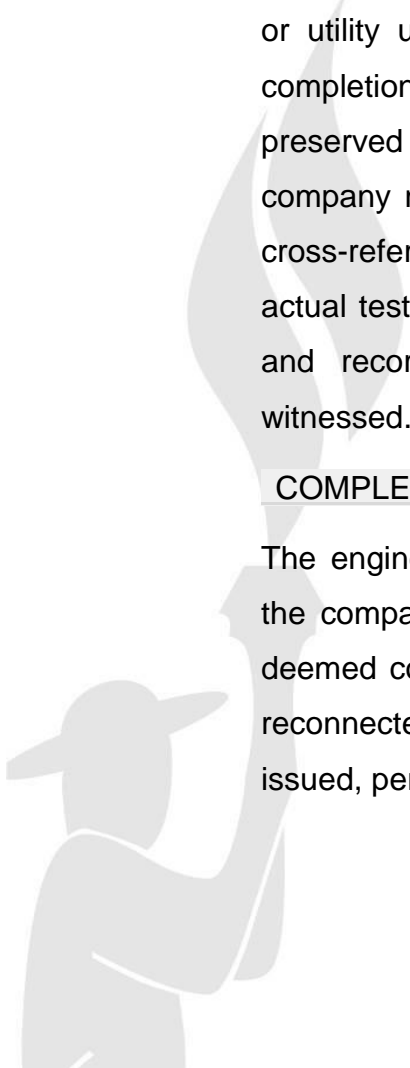 or utility u
completion
preserved
company
cross-refer
actual test
and recor
witnessed.
COMPLE
The engin
the compa
deemed co
reconnecte
issued, per